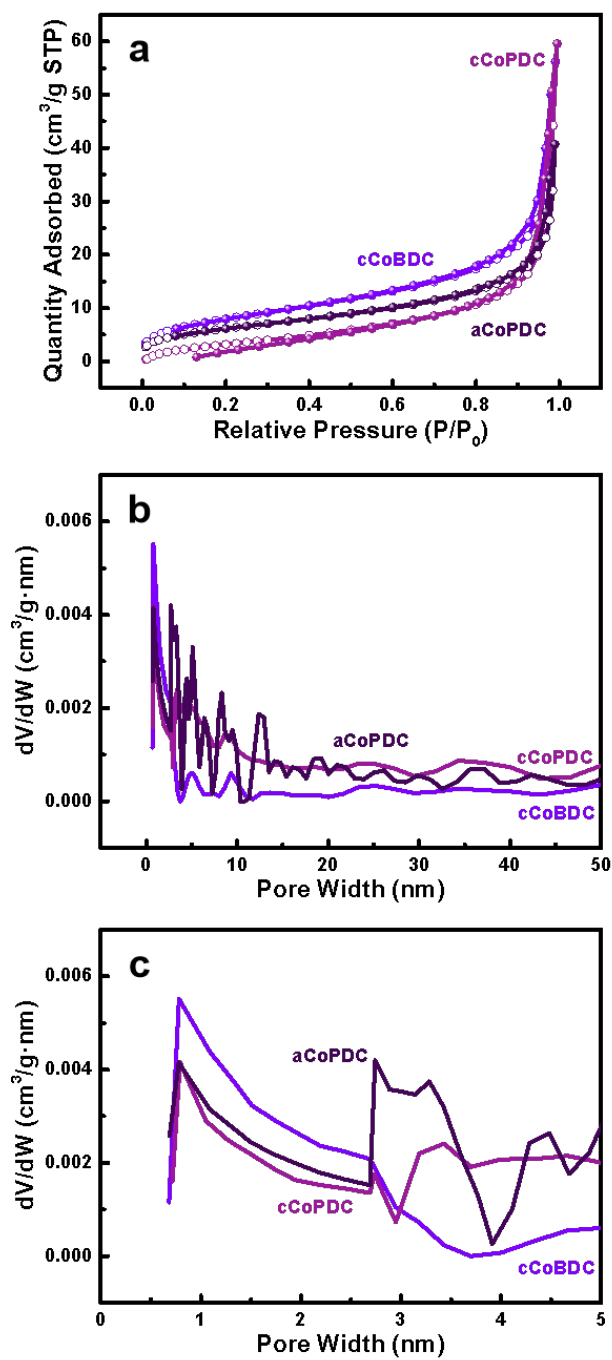 a
cCoPDC
cCoBDC
aCoPDC
Quantity Adsorbed (cm³/g STP)
60
50
40
30
20
10
0
0.0 0.2 0.4 0.6 0.8 1.0
Relative Pressure (P/P₀)
b
aCoPDC
cCoPDC
cCoBDC
dV/dW (cm³/g·nm)
0.006
0.004
0.002
0.000
0 10 20 30 40 50
Pore Width (nm)
c
aCoPDC
cCoPDC
cCoBDC
dV/dW (cm³/g·nm)
0.006
0.004
0.002
0.000
0 1 2 3 4 5
Pore Width (nm)